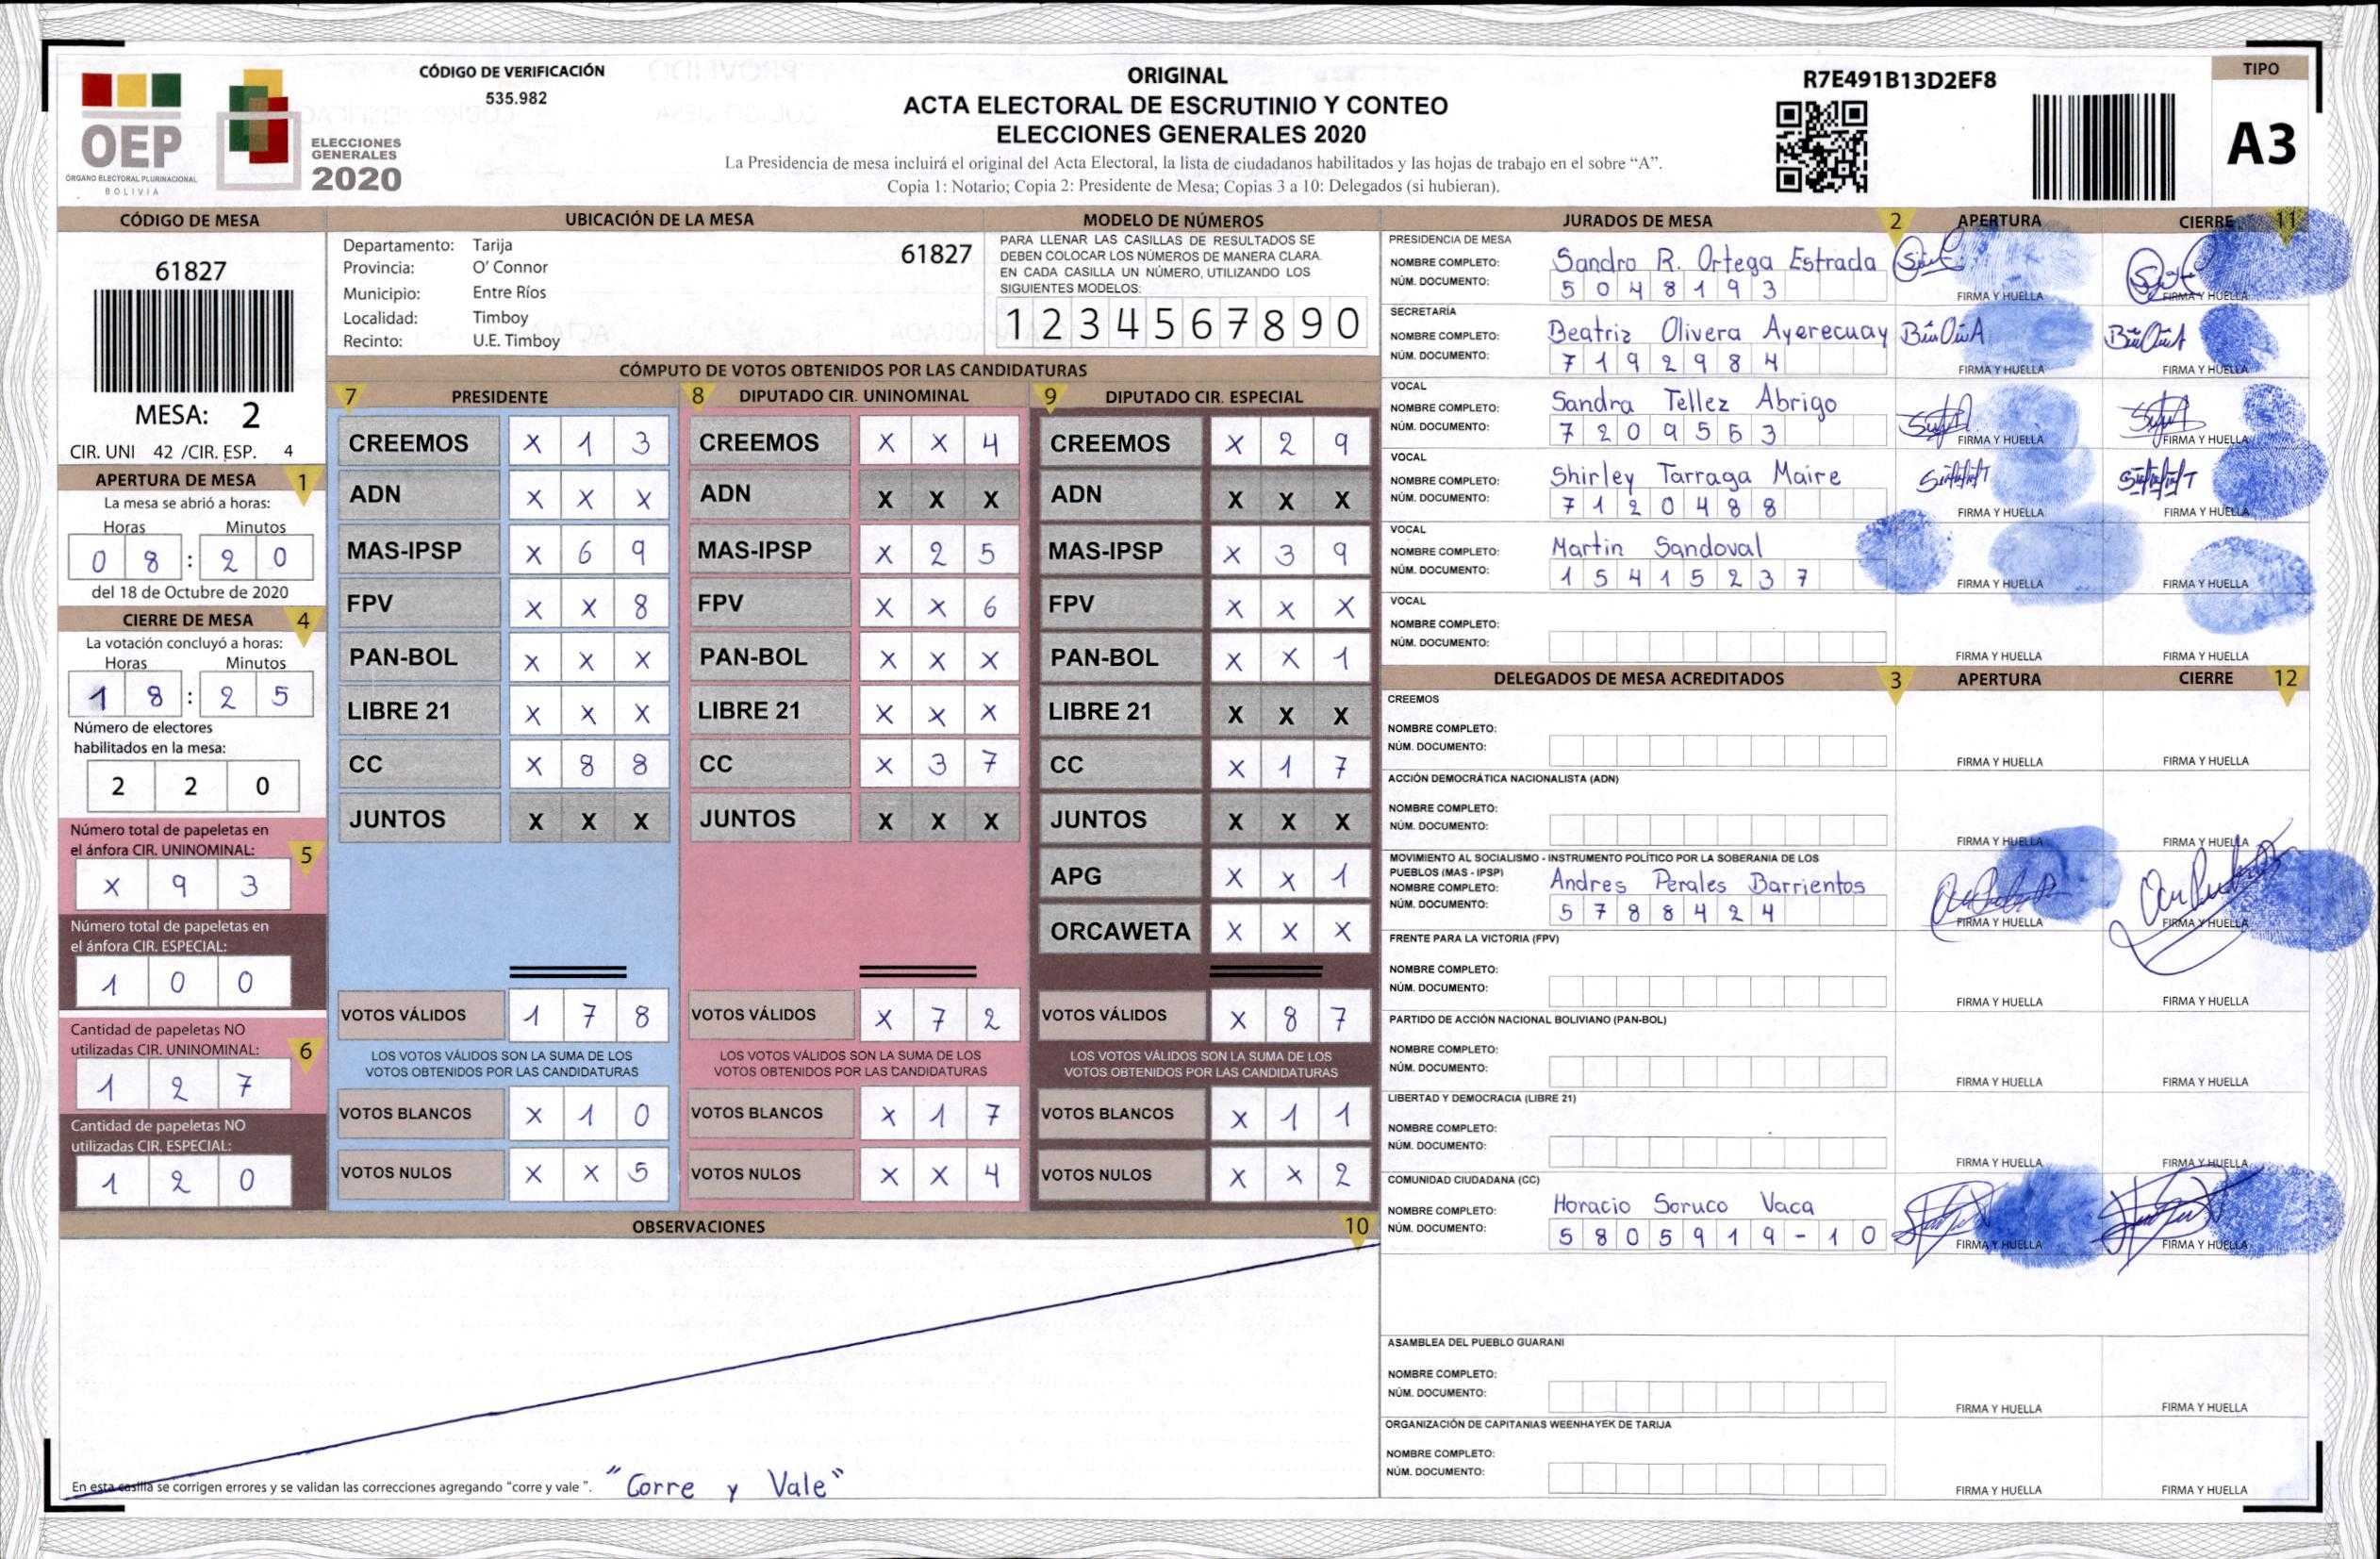 OEP
ÓRGANO ELECTORAL PLURINACIONAL
BOLIVIA
ELECCIONES
GENERALES
2020
CÓDIGO DE VERIFICACIÓN
535.982
ORIGINAL
ACTA ELECTORAL DE ESCRUTINIO Y CONTEO
ELECCIONES GENERALES 2020
La Presidencia de mesa incluirá el original del Acta Electoral, la lista de ciudadanos habilitados y las hojas de trabajo en el sobre “A”.
Copia 1: Notario; Copia 2: Presidente de Mesa; Copias 3 a 10: Delegados (si hubieran).
R7E491B13D2EF8
TIPO
A3
CÓDIGO DE MESA
61827
MESA: 2
CIR. UNI 42 /CIR. ESP. 4
APERTURA DE MESA 1
La mesa se abrió a horas:
Horas Minutos
0 8 : 2 0
del 18 de Octubre de 2020
CIERRE DE MESA 4
La votación concluyó a horas:
Horas Minutos
1 8 : 2 5
Número de electores
habilitados en la mesa:
2 2 0
Número total de papeletas en
el ánfora CIR. UNINOMINAL: 5
X 9 3
Número total de papeletas en
el ánfora CIR. ESPECIAL:
1 0 0
Cantidad de papeletas NO
utilizadas CIR. UNINOMINAL: 6
1 2 7
Cantidad de papeletas NO
utilizadas CIR. ESPECIAL:
1 2 0
UBICACIÓN DE LA MESA
Departamento: Tarija 61827
Provincia: O' Connor
Municipio: Entre Ríos
Localidad: Timboy
Recinto: U.E. Timboy
MODELO DE NÚMEROS
PARA LLENAR LAS CASILLAS DE RESULTADOS SE
DEBEN COLOCAR LOS NÚMEROS DE MANERA CLARA.
EN CADA CASILLA UN NÚMERO, UTILIZANDO LOS
SIGUIENTES MODELOS:
1 2 3 4 5 6 7 8 9 0
CÓMPUTO DE VOTOS OBTENIDOS POR LAS CANDIDATURAS
7 PRESIDENTE
CREEMOS X 1 3
ADN X X X
MAS-IPSP X 6 9
FPV X X 8
PAN-BOL X X X
LIBRE 21 X X X
CC X 8 8
JUNTOS X X X
VOTOS VÁLIDOS 1 7 8
LOS VOTOS VÁLIDOS SON LA SUMA DE LOS
VOTOS OBTENIDOS POR LAS CANDIDATURAS
VOTOS BLANCOS X 1 0
VOTOS NULOS X X 5
8 DIPUTADO CIR. UNINOMINAL
CREEMOS X X 4
ADN X X X
MAS-IPSP X 2 5
FPV X X 6
PAN-BOL X X X
LIBRE 21 X X X
CC X 3 7
JUNTOS X X X
VOTOS VÁLIDOS X 7 2
LOS VOTOS VÁLIDOS SON LA SUMA DE LOS
VOTOS OBTENIDOS POR LAS CANDIDATURAS
VOTOS BLANCOS X 1 7
VOTOS NULOS X X 4
9 DIPUTADO CIR. ESPECIAL
CREEMOS X 2 9
ADN X X X
MAS-IPSP X 3 9
FPV X X X
PAN-BOL X X 1
LIBRE 21 X X X
CC X 1 7
JUNTOS X X X
APG X X 1
ORCAWETA X X X
VOTOS VÁLIDOS X 8 7
LOS VOTOS VÁLIDOS SON LA SUMA DE LOS
VOTOS OBTENIDOS POR LAS CANDIDATURAS
VOTOS BLANCOS X 1 1
VOTOS NULOS X X 2
OBSERVACIONES 10
En esta casilla se corrigen errores y se validan las correcciones agregando “corre y vale”. "Corre y Vale"
JURADOS DE MESA 2 APERTURA CIERRE 11
PRESIDENCIA DE MESA
NOMBRE COMPLETO: Sandro R. Ortega Estrada
NÚM. DOCUMENTO: 5 0 4 8 1 9 3
FIRMA Y HUELLA FIRMA Y HUELLA
SECRETARÍA
NOMBRE COMPLETO: Beatriz Olivera Ayerecuay
NÚM. DOCUMENTO: 7 1 9 2 9 8 4
FIRMA Y HUELLA FIRMA Y HUELLA
VOCAL
NOMBRE COMPLETO: Sandra Tellez Abrigo
NÚM. DOCUMENTO: 7 2 0 9 5 5 3
FIRMA Y HUELLA FIRMA Y HUELLA
VOCAL
NOMBRE COMPLETO: Shirley Tarraga Maire
NÚM. DOCUMENTO: 7 1 2 0 4 8 8
FIRMA Y HUELLA FIRMA Y HUELLA
VOCAL
NOMBRE COMPLETO: Martin Sandoval
NÚM. DOCUMENTO: 1 5 4 1 5 2 3 7
FIRMA Y HUELLA FIRMA Y HUELLA
VOCAL
NOMBRE COMPLETO:
NÚM. DOCUMENTO:
FIRMA Y HUELLA FIRMA Y HUELLA
DELEGADOS DE MESA ACREDITADOS 3 APERTURA CIERRE 12
CREEMOS
NOMBRE COMPLETO:
NÚM. DOCUMENTO:
FIRMA Y HUELLA FIRMA Y HUELLA
ACCIÓN DEMOCRÁTICA NACIONALISTA (ADN)
NOMBRE COMPLETO:
NÚM. DOCUMENTO:
FIRMA Y HUELLA FIRMA Y HUELLA
MOVIMIENTO AL SOCIALISMO - INSTRUMENTO POLÍTICO POR LA SOBERANIA DE LOS
PUEBLOS (MAS - IPSP)
NOMBRE COMPLETO: Andres Perales Barrientos
NÚM. DOCUMENTO: 5 7 8 8 4 2 4
FIRMA Y HUELLA FIRMA Y HUELLA
FRENTE PARA LA VICTORIA (FPV)
NOMBRE COMPLETO:
NÚM. DOCUMENTO:
FIRMA Y HUELLA FIRMA Y HUELLA
PARTIDO DE ACCIÓN NACIONAL BOLIVIANO (PAN-BOL)
NOMBRE COMPLETO:
NÚM. DOCUMENTO:
FIRMA Y HUELLA FIRMA Y HUELLA
LIBERTAD Y DEMOCRACIA (LIBRE 21)
NOMBRE COMPLETO:
NÚM. DOCUMENTO:
FIRMA Y HUELLA FIRMA Y HUELLA
COMUNIDAD CIUDADANA (CC)
NOMBRE COMPLETO: Horacio Soruco Vaca
NÚM. DOCUMENTO: 5 8 0 5 9 1 9 - 1 0
FIRMA Y HUELLA FIRMA Y HUELLA
ASAMBLEA DEL PUEBLO GUARANI
NOMBRE COMPLETO:
NÚM. DOCUMENTO:
FIRMA Y HUELLA FIRMA Y HUELLA
ORGANIZACIÓN DE CAPITANIAS WEENHAYEK DE TARIJA
NOMBRE COMPLETO:
NÚM. DOCUMENTO:
FIRMA Y HUELLA FIRMA Y HUELLA